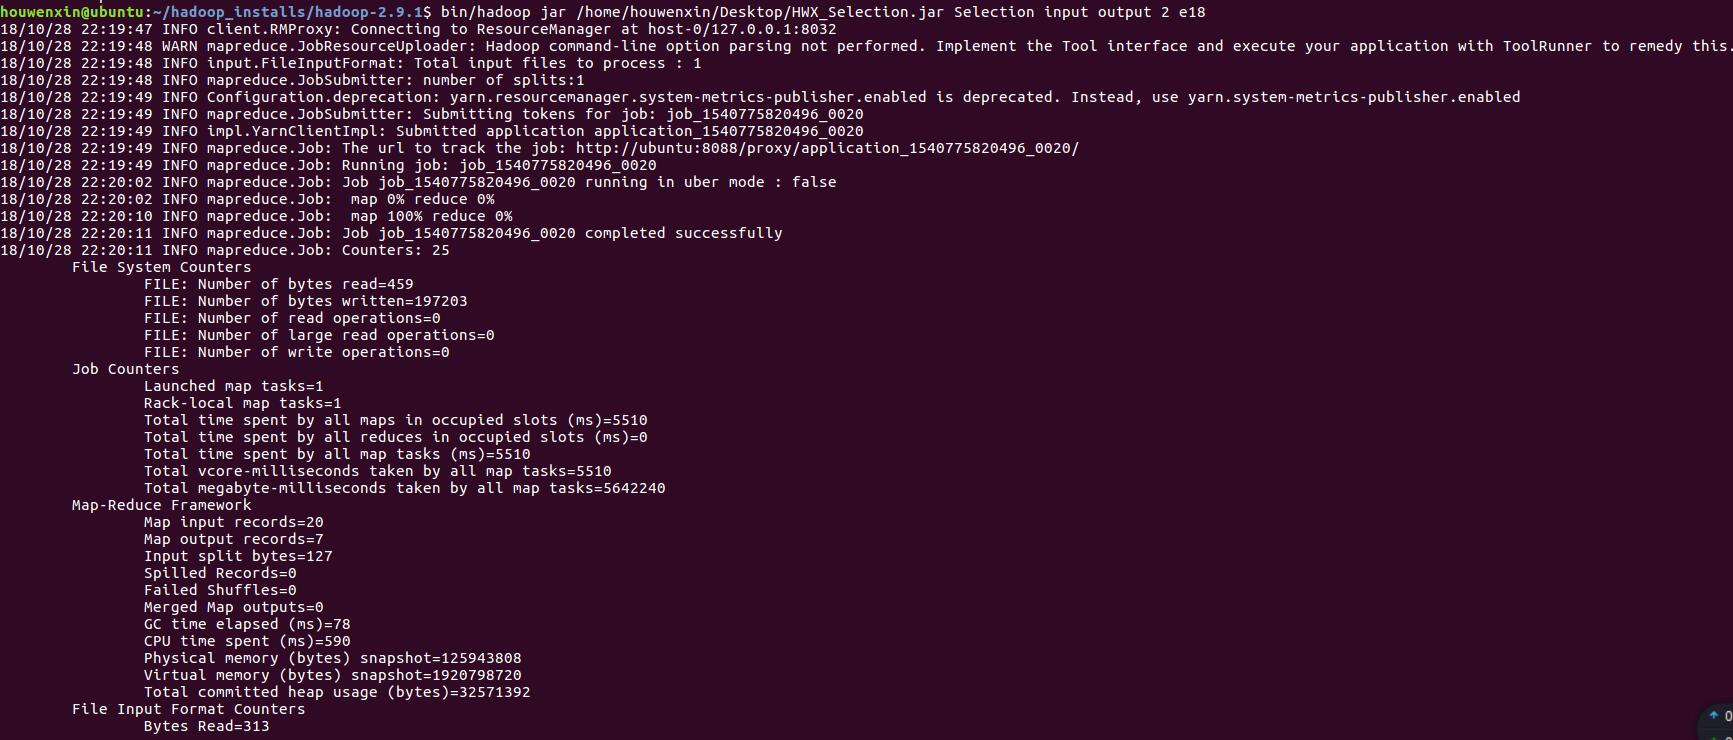 houwenxin@ubuntu:~/hadoop_installs/hadoop-2.9.1$ bin/hadoop jar /home/houwenxin/Desktop/HWX_Selection.jar Selection input output 2 e18
18/10/28 22:19:47 INFO client.RMProxy: Connecting to ResourceManager at host-0/127.0.0.1:8032
18/10/28 22:19:48 WARN mapreduce.JobResourceUploader: Hadoop command-line option parsing not performed. Implement the Tool interface and execute your application with ToolRunner to remedy this.
18/10/28 22:19:48 INFO input.FileInputFormat: Total input files to process : 1
18/10/28 22:19:48 INFO mapreduce.JobSubmitter: number of splits:1
18/10/28 22:19:49 INFO Configuration.deprecation: yarn.resourcemanager.system-metrics-publisher.enabled is deprecated. Instead, use yarn.system-metrics-publisher.enabled
18/10/28 22:19:49 INFO mapreduce.JobSubmitter: Submitting tokens for job: job_1540775820496_0020
18/10/28 22:19:49 INFO impl.YarnClientImpl: Submitted application application_1540775820496_0020
18/10/28 22:19:49 INFO mapreduce.Job: The url to track the job: http://ubuntu:8088/proxy/application_1540775820496_0020/
18/10/28 22:19:49 INFO mapreduce.Job: Running job: job_1540775820496_0020
18/10/28 22:20:02 INFO mapreduce.Job: Job job_1540775820496_0020 running in uber mode : false
18/10/28 22:20:02 INFO mapreduce.Job:  map 0% reduce 0%
18/10/28 22:20:10 INFO mapreduce.Job:  map 100% reduce 0%
18/10/28 22:20:11 INFO mapreduce.Job: Job job_1540775820496_0020 completed successfully
18/10/28 22:20:11 INFO mapreduce.Job: Counters: 25
File System Counters
FILE: Number of bytes read=459
FILE: Number of bytes written=197203
FILE: Number of read operations=0
FILE: Number of large read operations=0
FILE: Number of write operations=0
Job Counters
Launched map tasks=1
Rack-local map tasks=1
Total time spent by all maps in occupied slots (ms)=5510
Total time spent by all reduces in occupied slots (ms)=0
Total time spent by all map tasks (ms)=5510
Total vcore-milliseconds taken by all map tasks=5510
Total megabyte-milliseconds taken by all map tasks=5642240
Map-Reduce Framework
Map input records=20
Map output records=7
Input split bytes=127
Spilled Records=0
Failed Shuffles=0
Merged Map outputs=0
GC time elapsed (ms)=78
CPU time spent (ms)=590
Physical memory (bytes) snapshot=125943808
Virtual memory (bytes) snapshot=1920798720
Total committed heap usage (bytes)=32571392
File Input Format Counters
Bytes Read=313